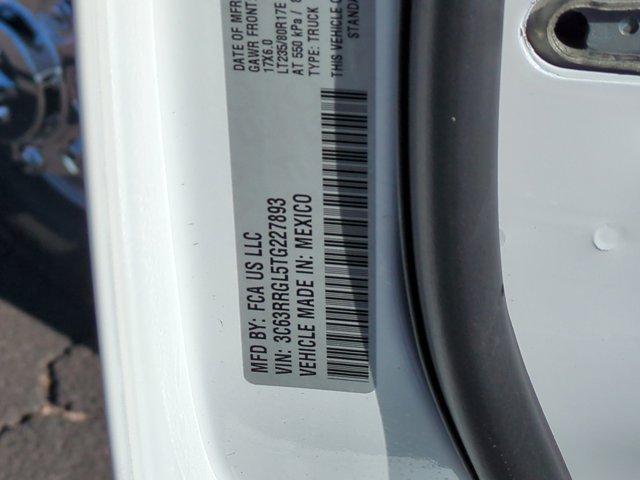 MFD BY: FCA US LLC
VIN: 3C63RRGL5TG227893
VEHICLE MADE IN: MEXICO
DATE OF MFR
GAWR FRONT
17X6.0
LT235/80R17E
AT 550 kPa /
TYPE: TRUCK
THIS VEHICLE
STANDA